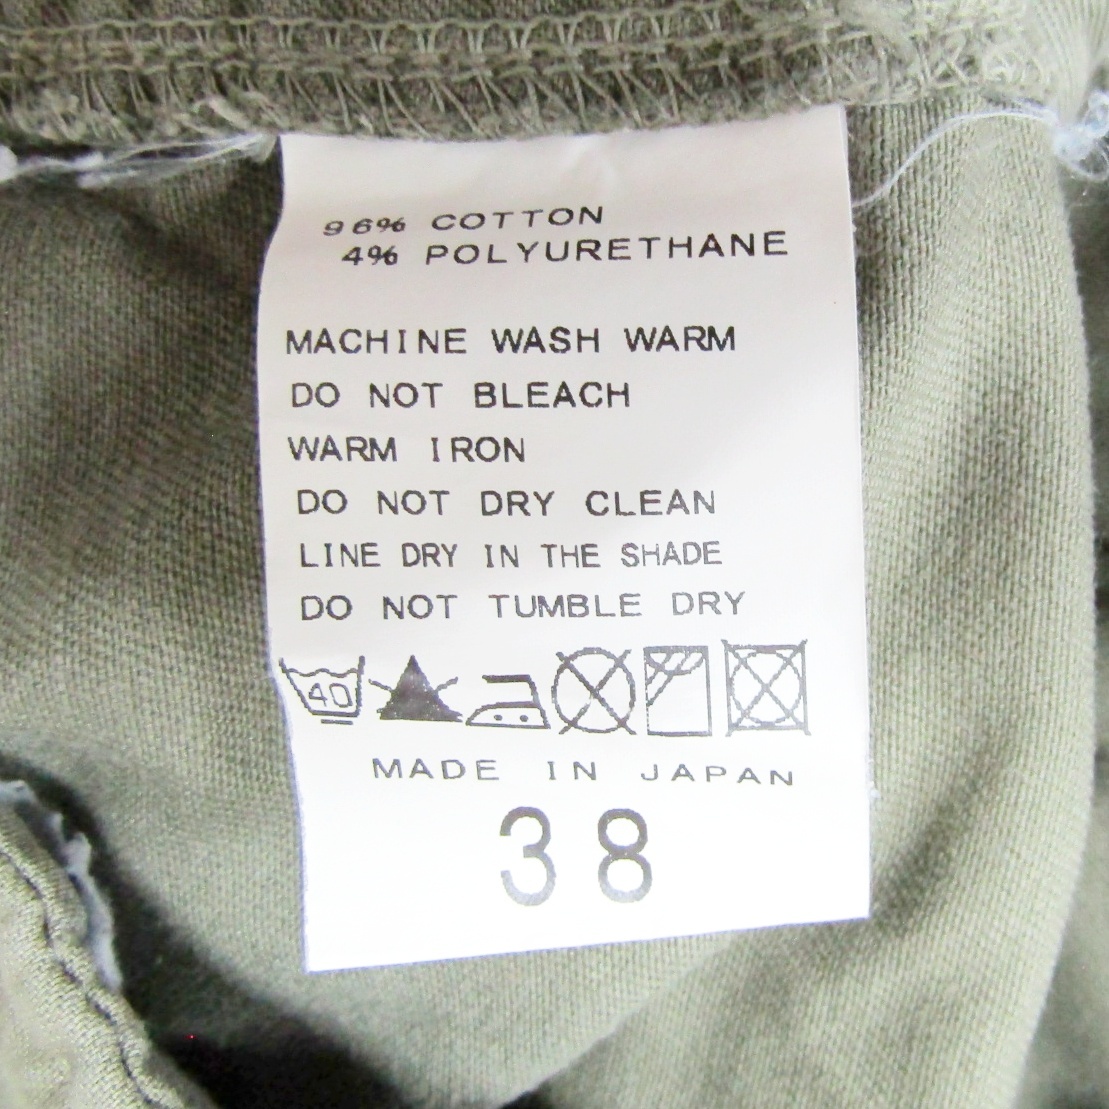 96% COTTON
4% POLYURETHANE
MACHINE WASH WARM
DO NOT BLEACH
WARM IRON
DO NOT DRY CLEAN
LINE DRY IN THE SHADE
DO NOT TUMBLE DRY
40
MADE IN JAPAN
38